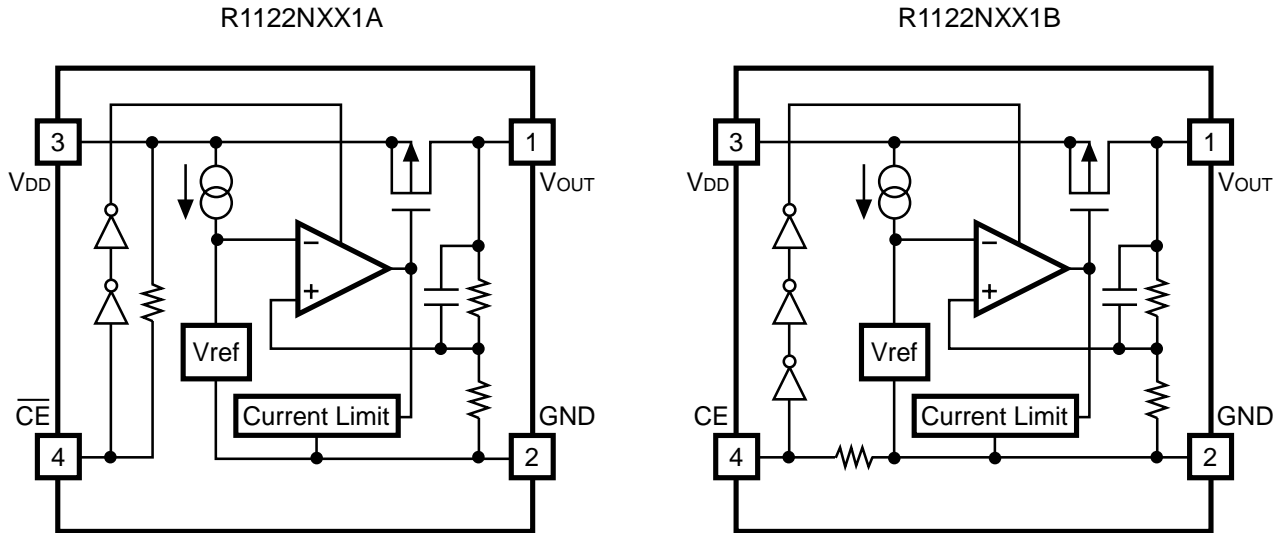 R1122NXX1A
3
VDD
1
VOUT
−
+
Vref
Current Limit
C̅E̅
4
GND
2
R1122NXX1B
3
VDD
1
VOUT
−
+
Vref
Current Limit
CE
4
GND
2